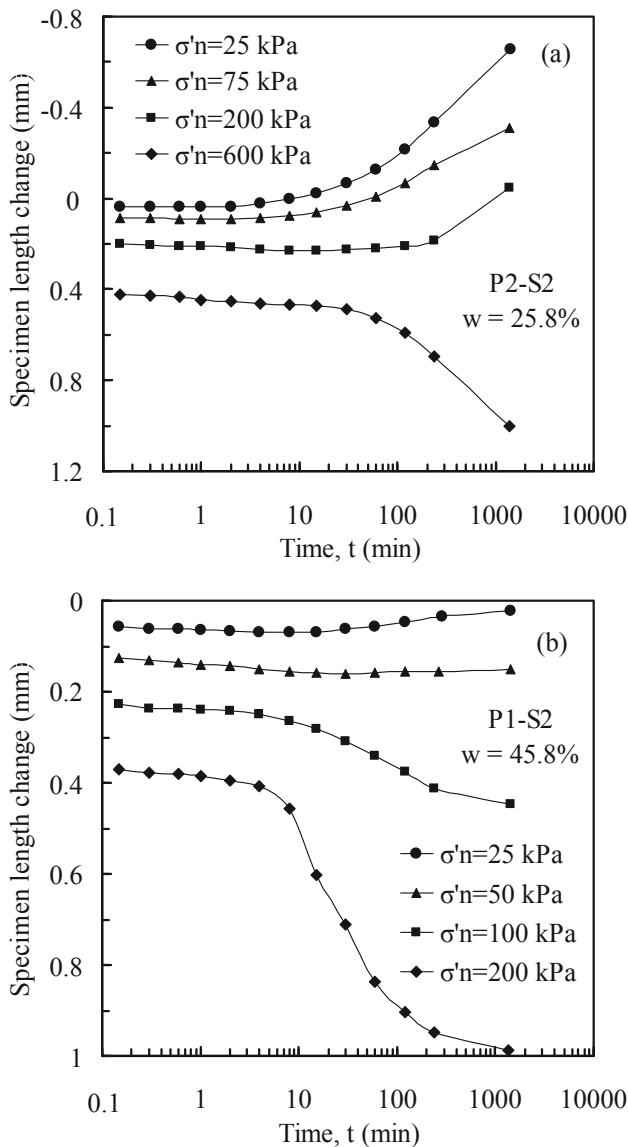 -0.8
-0.4
0
0.4
0.8
1.2
Specimen length change (mm)
σ'n=25 kPa
σ'n=75 kPa
σ'n=200 kPa
σ'n=600 kPa
(a)
P2-S2
w = 25.8%
0.1 1 10 100 1000 10000
Time, t (min)
0
0.2
0.4
0.6
0.8
1
Specimen length change (mm)
(b)
P1-S2
w = 45.8%
σ'n=25 kPa
σ'n=50 kPa
σ'n=100 kPa
σ'n=200 kPa
0.1 1 10 100 1000 10000
Time, t (min)